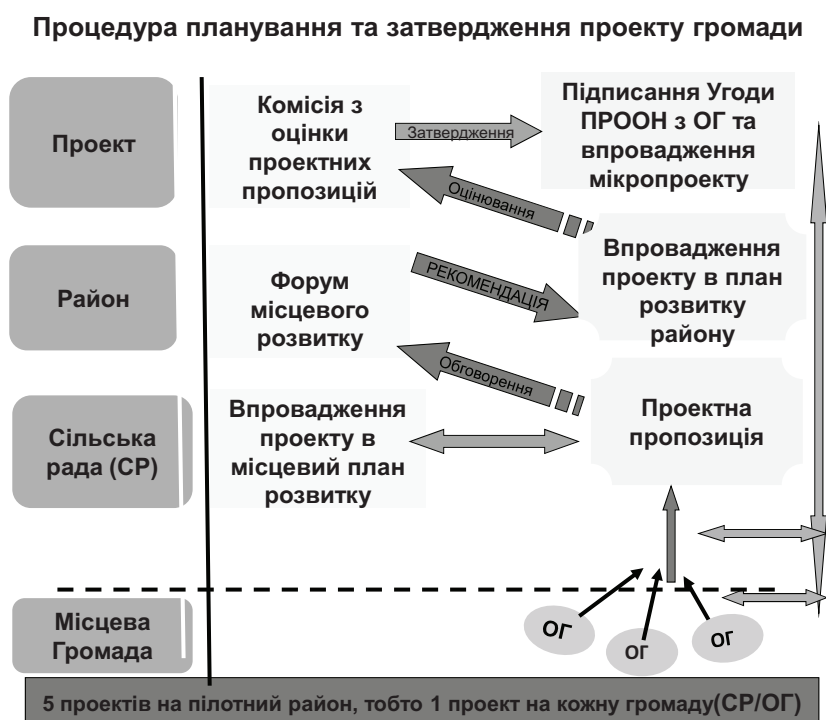 Процедура планування та затвердження проекту громади
Проект
Комісія з
оцінки
проектних
пропозицій
Затвердження
Підписання Угоди
ПРООН з ОГ та
впровадження
мікропроекту
Оцінювання
Район
Форум
місцевого
розвитку
РЕКОМЕНДАЦІЯ
Впровадження
проекту в план
розвитку
району
Обговорення
Сільська
рада (СР)
Впровадження
проекту в
місцевий план
розвитку
Проектна
пропозиція
Місцева
Громада
ОГ
ОГ
ОГ
5 проектів на пілотний район, тобто 1 проект на кожну громаду(СР/ОГ)